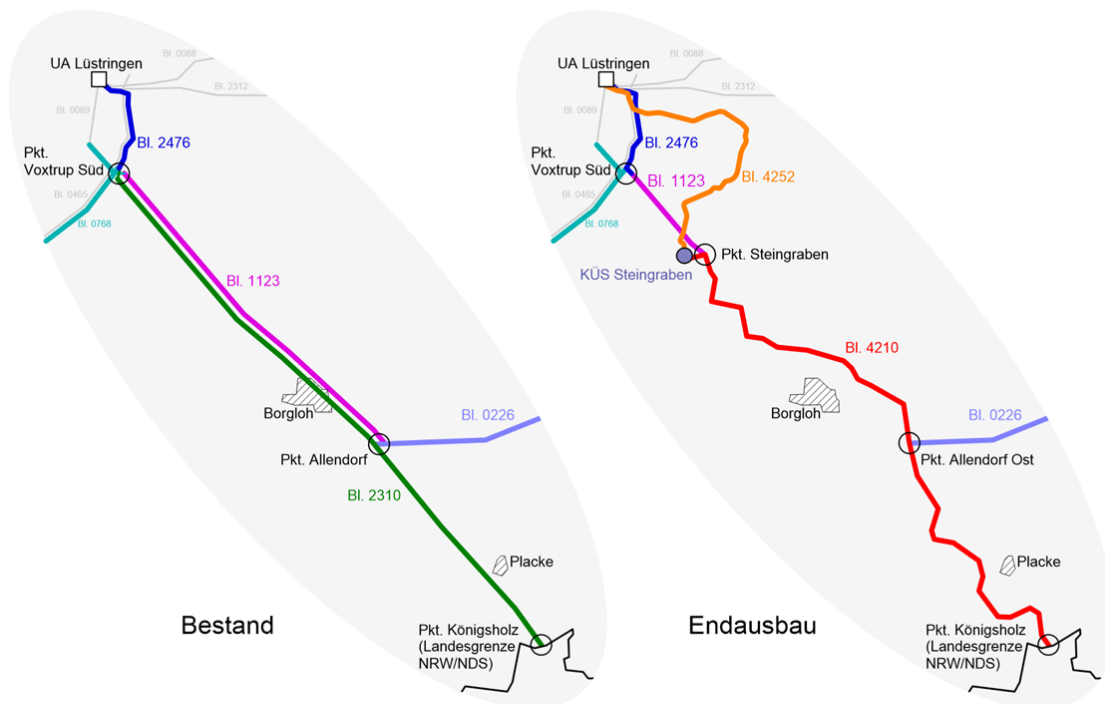 Bl. 0088
UA Lüstringen
Bl. 2312
Bl. 0089
Bl. 2476
Pkt.
Voxtrup Süd
Bl. 0465
Bl. 0768
Bl. 1123
Borgloh
Bl. 0226
Pkt. Allendorf
Bl. 2310
Placke
Bestand
Pkt. Königsholz
(Landesgrenze
NRW/NDS)
Bl. 0088
UA Lüstringen
Bl. 2312
Bl. 0089
Bl. 2476
Pkt.
Voxtrup Süd
Bl. 1123
Bl. 4252
Bl. 0465
Bl. 0768
Pkt. Steingraben
KÜS Steingraben
Bl. 4210
Borgloh
Bl. 0226
Pkt. Allendorf Ost
Placke
Endausbau
Pkt. Königsholz
(Landesgrenze
NRW/NDS)